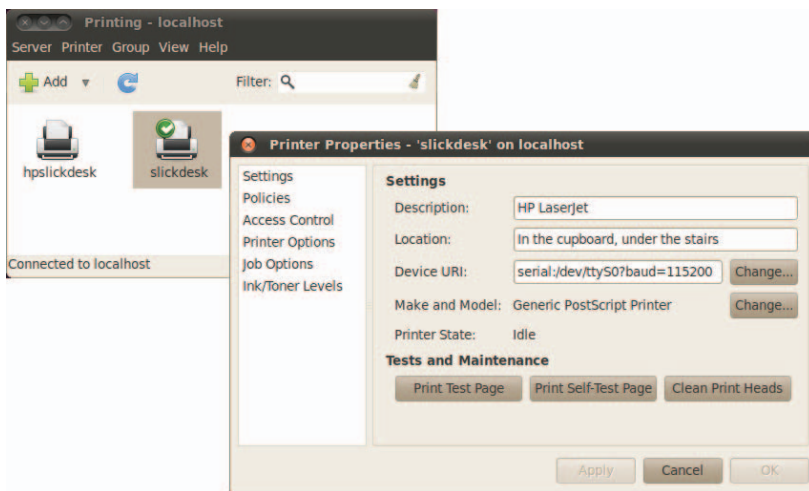 Printing - localhost
Server Printer Group View Help
Add Filter:
hpslickdesk slickdesk
Connected to localhost
Printer Properties - 'slickdesk' on localhost
Settings
Policies
Access Control
Printer Options
Job Options
Ink/Toner Levels
Settings
Description: HP LaserJet
Location: In the cupboard, under the stairs
Device URI: serial:/dev/ttyS0?baud=115200 Change...
Make and Model: Generic PostScript Printer Change...
Printer State: Idle
Tests and Maintenance
Print Test Page Print Self-Test Page Clean Print Heads
Apply Cancel OK